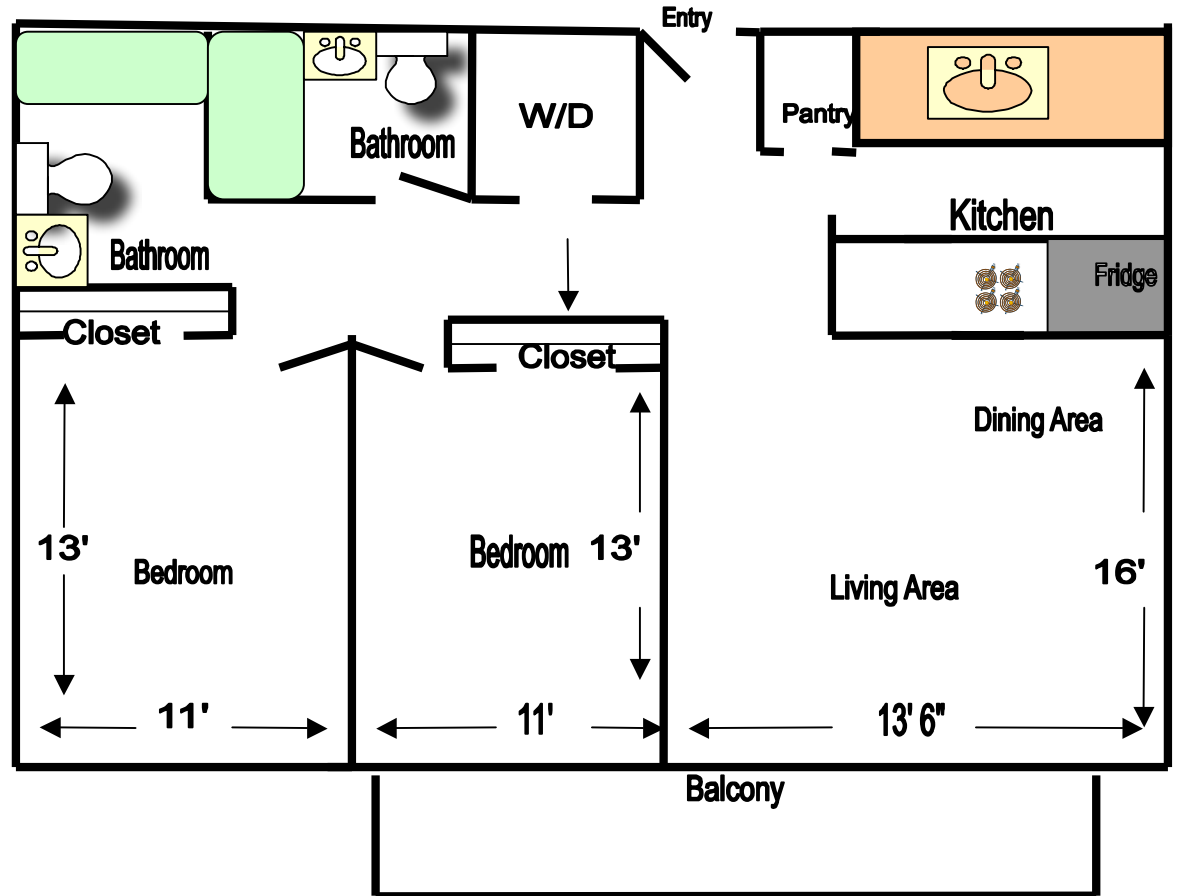 Entry
W/D
Pantry
Bathroom
Kitchen
Bathroom
Fridge
Closet
Closet
Dining Area
13'
Bedroom
Bedroom
13'
Living Area
16'
11'
11'
13' 6"
Balcony